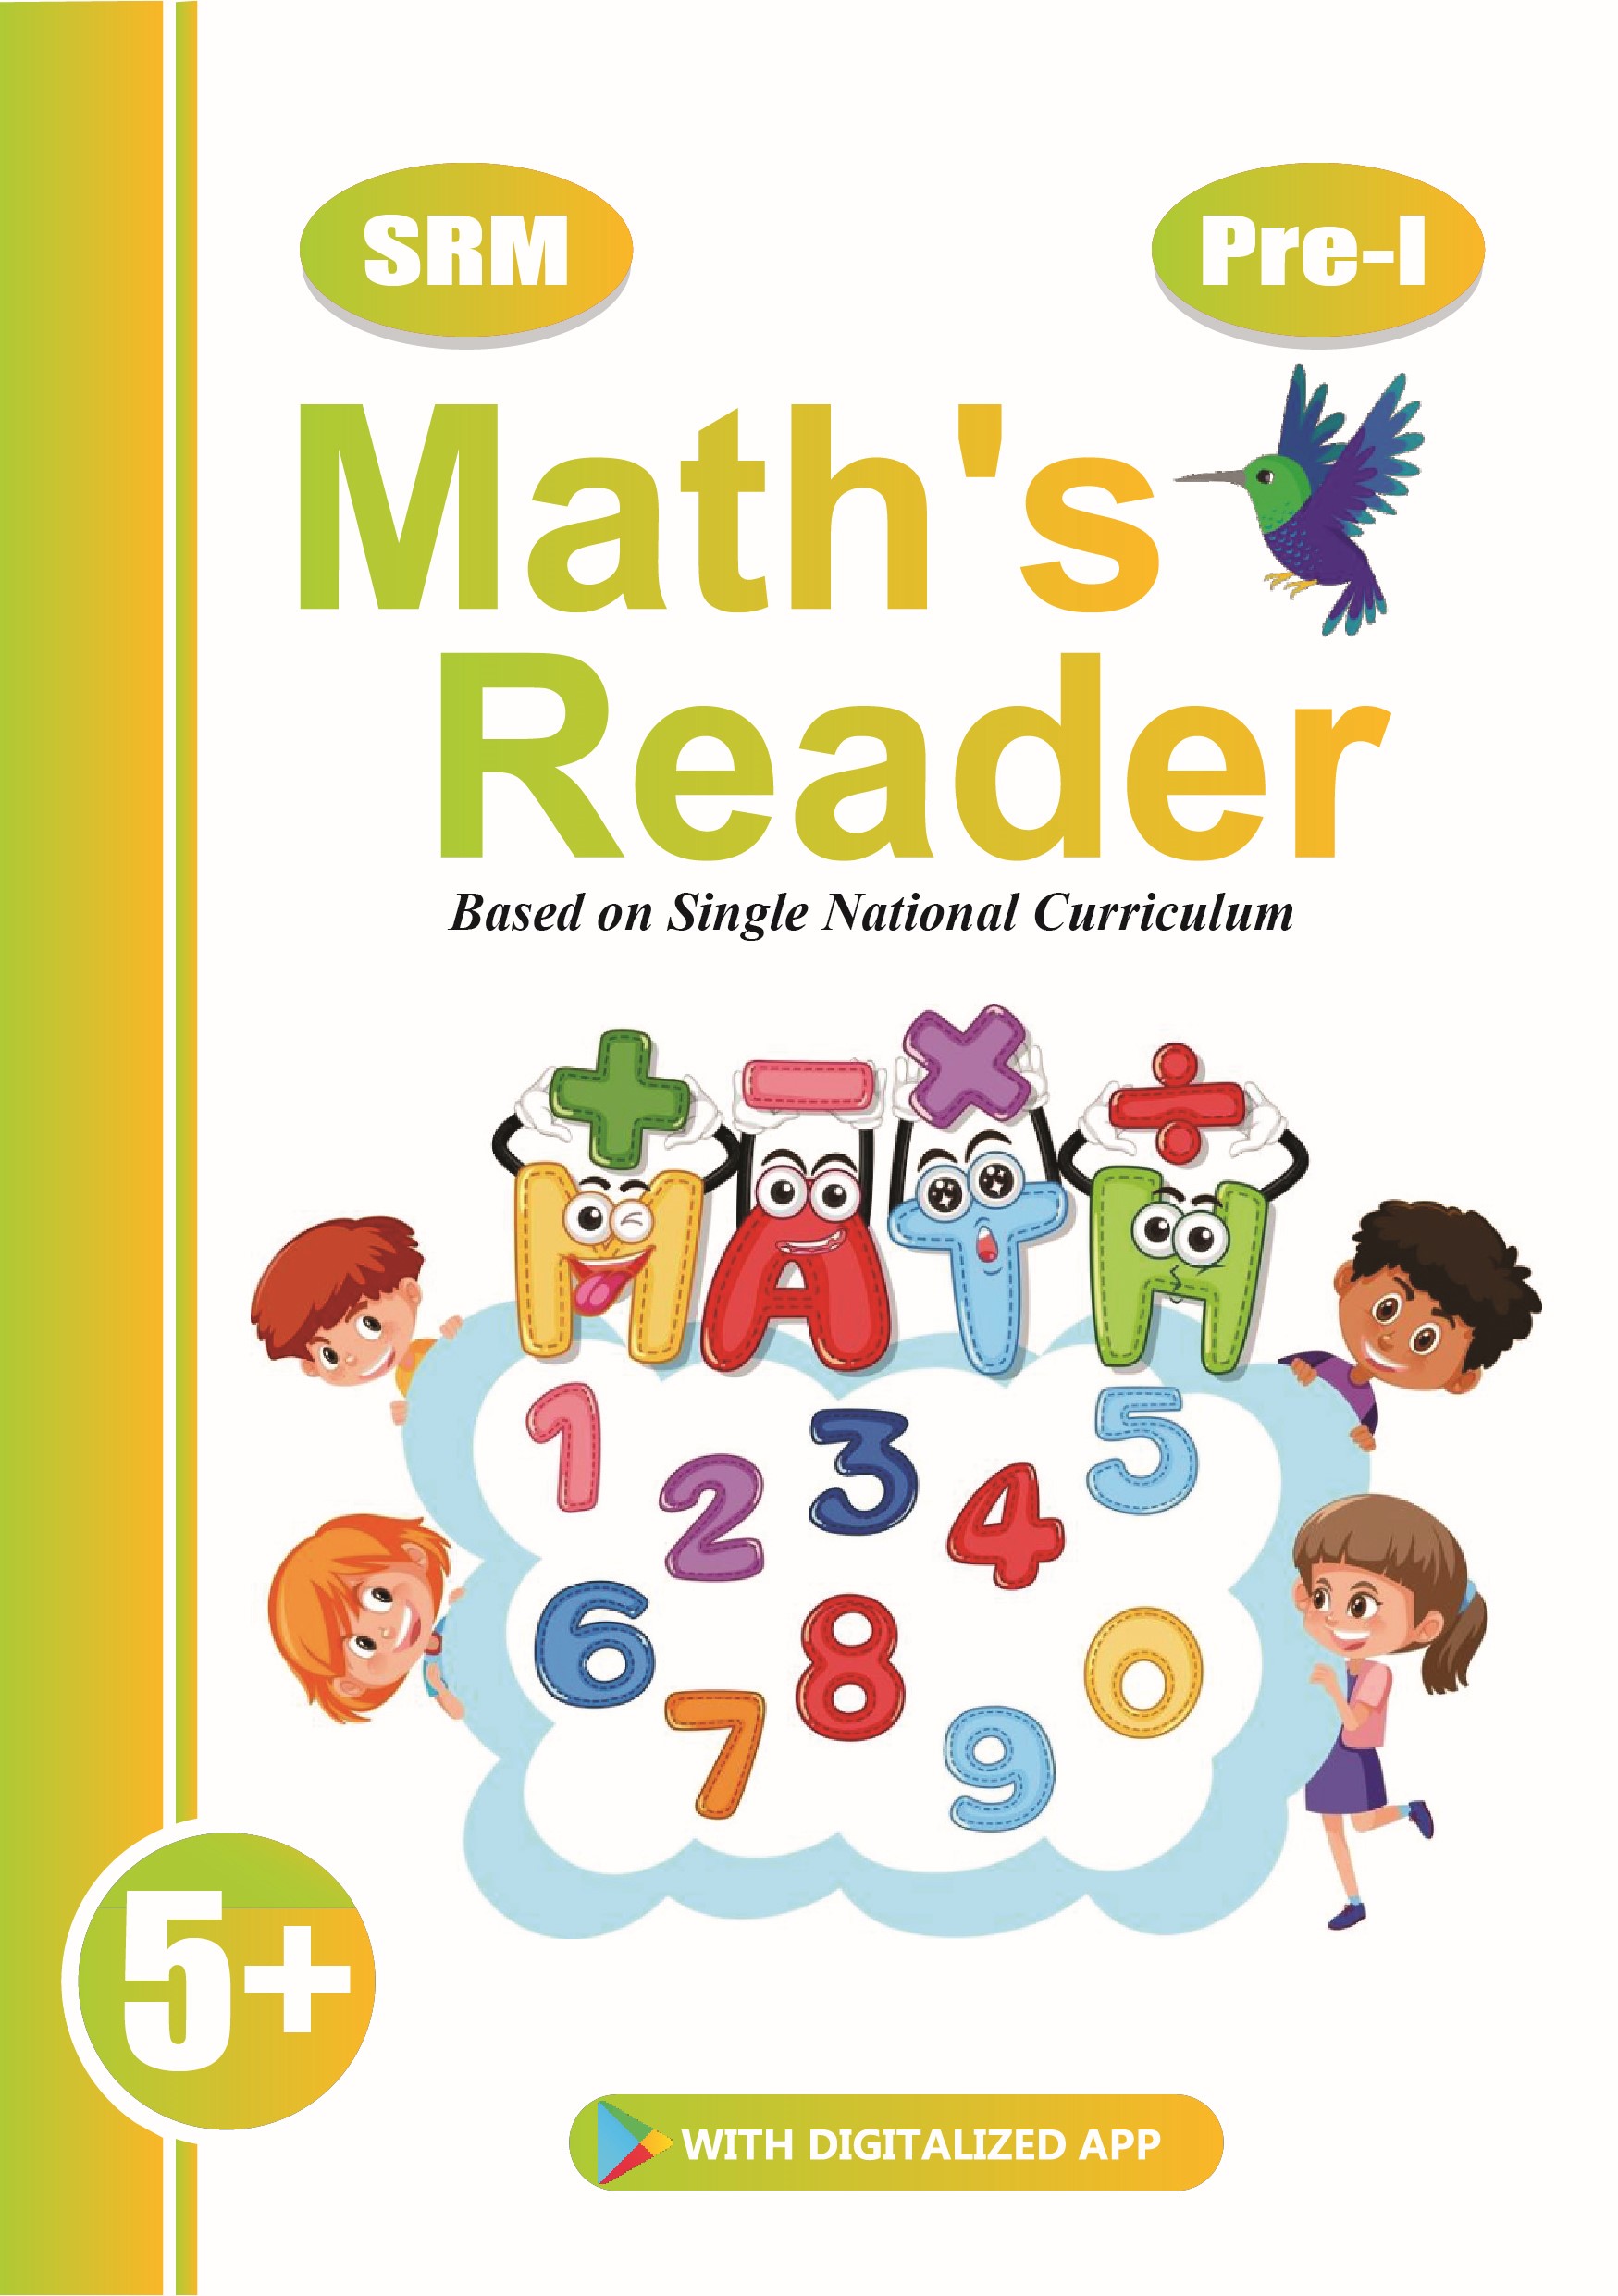 SRM
Pre-I
Math's
Reader
Based on Single National Curriculum
+ - × ÷
MATH
1 2 3 4 5
6 7 8 9 0
5+
WITH DIGITALIZED APP